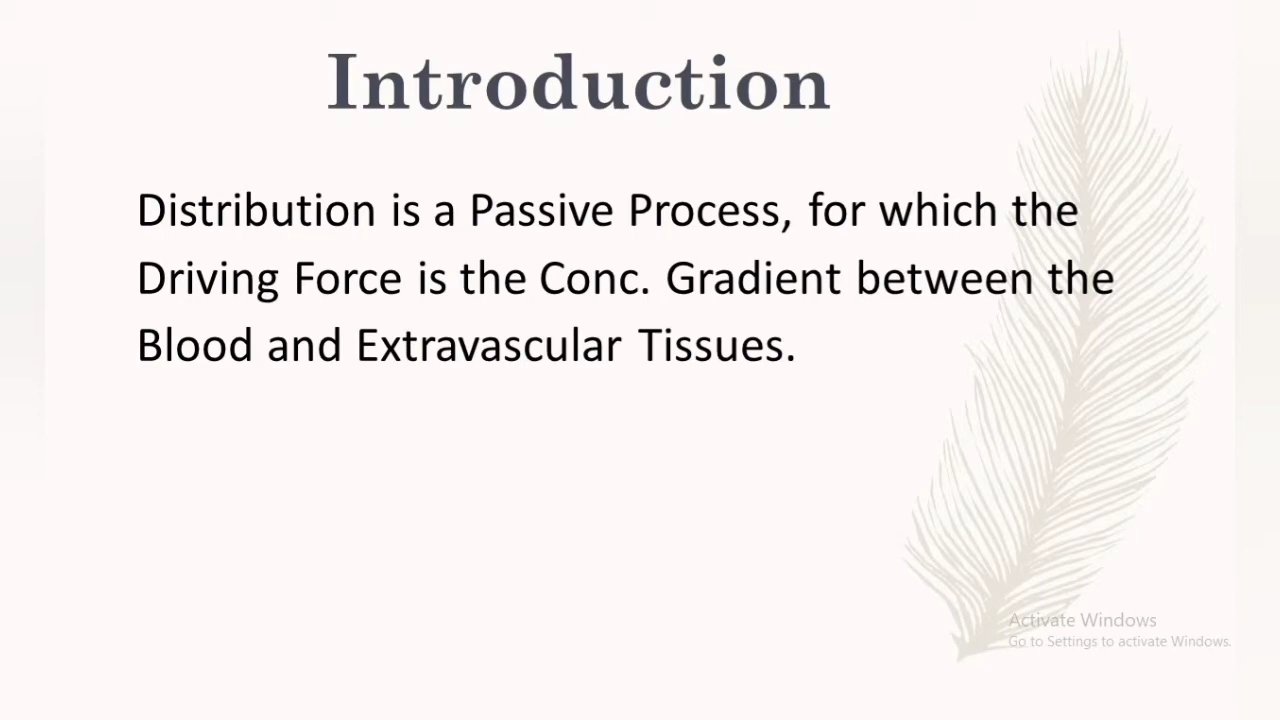 Introduction
Distribution is a Passive Process, for which the
Driving Force is the Conc. Gradient between the
Blood and Extravascular Tissues.
Activate Windows
Go to Settings to activate Windows.